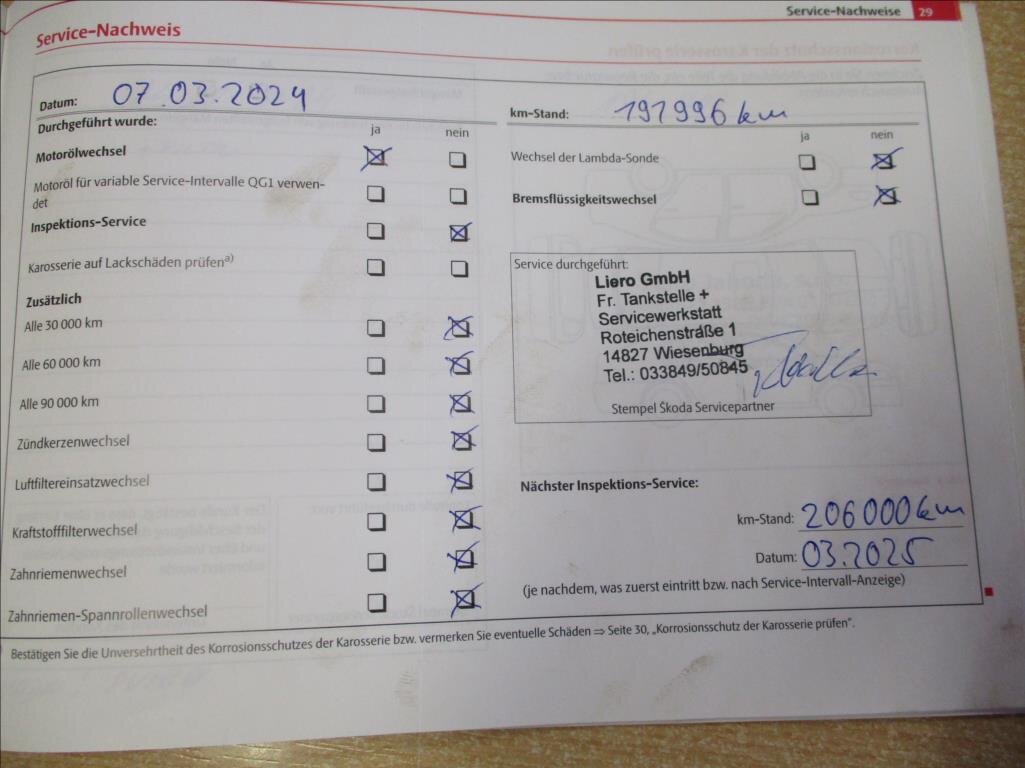 Service-Nachweise 29
Service-Nachweis
Datum: 07.03.2024
Durchgeführt wurde:
ja nein
Motorölwechsel
Motoröl für variable Service-Intervalle QG1 verwen-
det
Inspektions-Service
Karosserie auf Lackschäden prüfen a)
Zusätzlich
Alle 30 000 km
Alle 60 000 km
Alle 90 000 km
Zündkerzenwechsel
Luftfiltereinsatzwechsel
Kraftstofffilterwechsel
Zahnriemenwechsel
Zahnriemen-Spannrollenwechsel
km-Stand: 191996 km
ja nein
Wechsel der Lambda-Sonde
Bremsflüssigkeitswechsel
Service durchgeführt:
Liero GmbH
Fr. Tankstelle +
Servicewerkstatt
Roteichenstraße 1
14827 Wiesenburg
Tel.: 033849/50845
Stempel Škoda Servicepartner
Nächster Inspektions-Service:
km-Stand: 206000 km
Datum: 03.2025
(je nachdem, was zuerst eintritt bzw. nach Service-Intervall-Anzeige)
Bestätigen Sie die Unversehrtheit des Korrosionsschutzes der Karosserie bzw. vermerken Sie eventuelle Schäden ⇒ Seite 30, „Korrosionsschutz der Karosserie prüfen“.